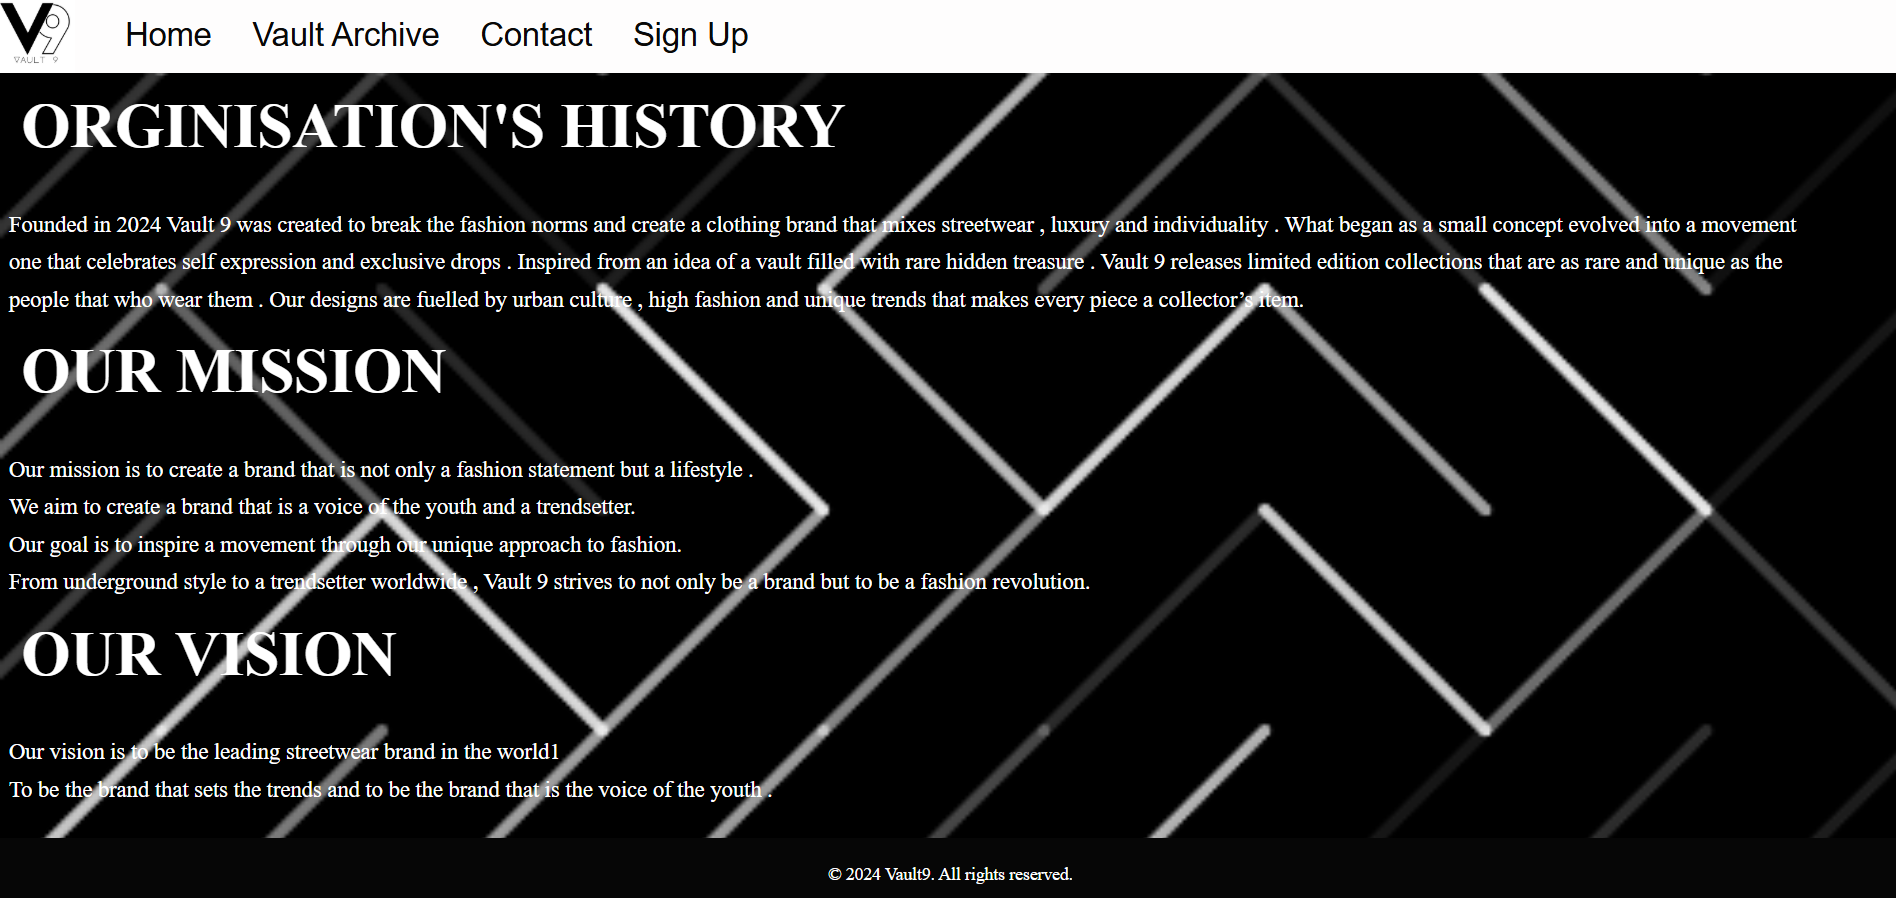 V9
VAULT 9
Home Vault Archive Contact Sign Up
ORGINISATION'S HISTORY
Founded in 2024 Vault 9 was created to break the fashion norms and create a clothing brand that mixes streetwear , luxury and individuality . What began as a small concept evolved into a movement
one that celebrates self expression and exclusive drops . Inspired from an idea of a vault filled with rare hidden treasure . Vault 9 releases limited edition collections that are as rare and unique as the
people that who wear them . Our designs are fuelled by urban culture , high fashion and unique trends that makes every piece a collector’s item.
OUR MISSION
Our mission is to create a brand that is not only a fashion statement but a lifestyle .
We aim to create a brand that is a voice of the youth and a trendsetter.
Our goal is to inspire a movement through our unique approach to fashion.
From underground style to a trendsetter worldwide , Vault 9 strives to not only be a brand but to be a fashion revolution.
OUR VISION
Our vision is to be the leading streetwear brand in the world1
To be the brand that sets the trends and to be the brand that is the voice of the youth .
© 2024 Vault9. All rights reserved.